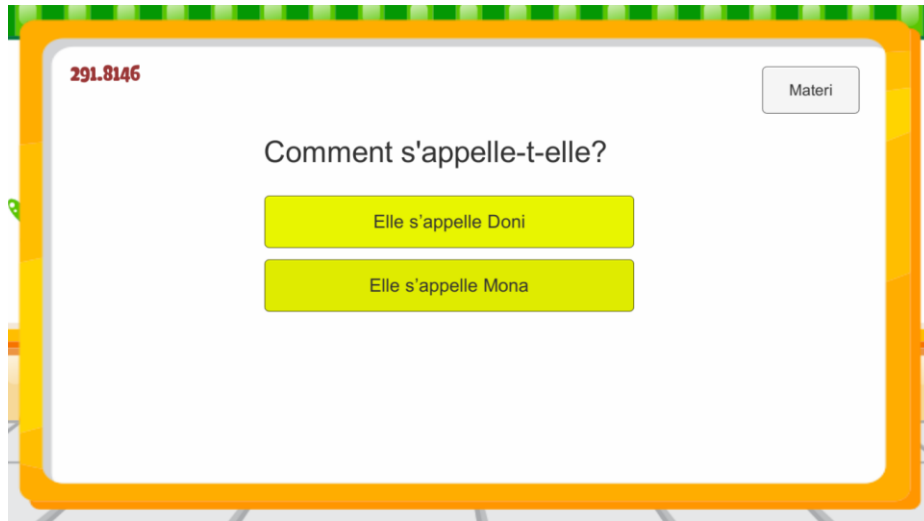 291.8146
Materi
Comment s'appelle-t-elle?
Elle s’appelle Doni
Elle s’appelle Mona